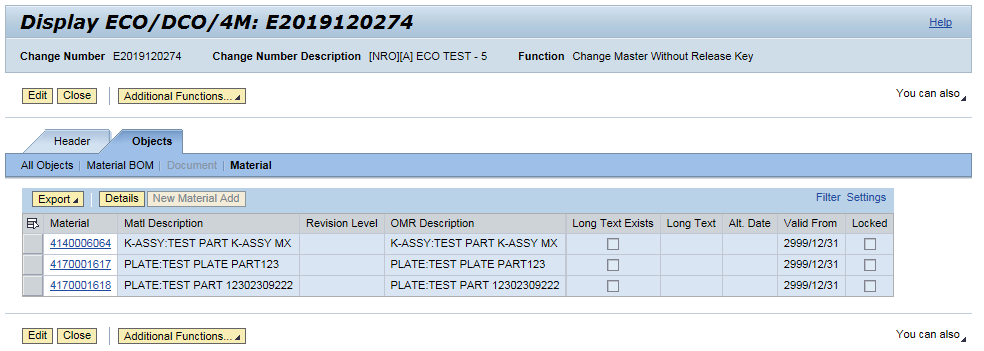 Display ECO/DCO/4M: E2019120274 Help
Change Number E2019120274 Change Number Description [NRO][A] ECO TEST - 5 Function Change Master Without Release Key
Edit Close Additional Functions... You can also
Header Objects
All Objects Material BOM Document Material
Export Details New Material Add Filter Settings
Material Matl Description Revision Level OMR Description Long Text Exists Long Text Alt. Date Valid From Locked
4140006064 K-ASSY:TEST PART K-ASSY MX K-ASSY:TEST PART K-ASSY MX 2999/12/31
4170001617 PLATE:TEST PLATE PART123 PLATE:TEST PLATE PART123 2999/12/31
4170001618 PLATE:TEST PART 12302309222 PLATE:TEST PART 12302309222 2999/12/31
Edit Close Additional Functions... You can also